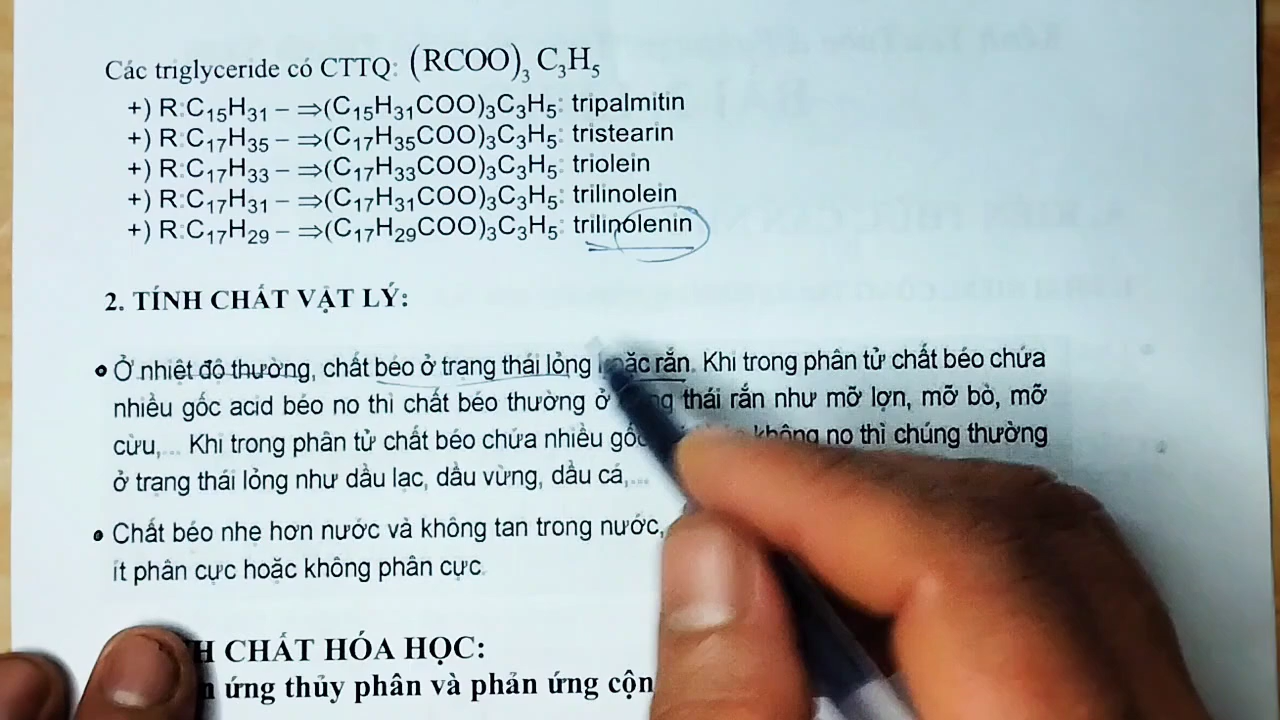 Các triglyceride có CTTQ: (RCOO)₃ C₃H₅
+) R:C₁₅H₃₁ – ⇒(C₁₅H₃₁COO)₃C₃H₅: tripalmitin
+) R:C₁₇H₃₅ – ⇒(C₁₇H₃₅COO)₃C₃H₅: tristearin
+) R:C₁₇H₃₃ – ⇒(C₁₇H₃₃COO)₃C₃H₅: triolein
+) R:C₁₇H₃₁ – ⇒(C₁₇H₃₁COO)₃C₃H₅: trilinolein
+) R:C₁₇H₂₉ – ⇒(C₁₇H₂₉COO)₃C₃H₅: trilinolenin
2. TÍNH CHẤT VẬT LÝ:
• Ở nhiệt độ thường, chất béo ở trạng thái lỏng rắn. Khi trong phân tử chất béo chứa
nhiều gốc acid béo no thì chất béo thường ở thái rắn như mỡ lợn, mỡ bò, mỡ
cừu,... Khi trong phân tử chất béo chứa nhiều không no thì chúng thường
ở trạng thái lỏng như dầu lạc, dầu vừng, dầu cá,...
• Chất béo nhẹ hơn nước và không tan trong nước,
ít phân cực hoặc không phân cực.
CHẤT HÓA HỌC:
ứng thủy phân và phản ứng